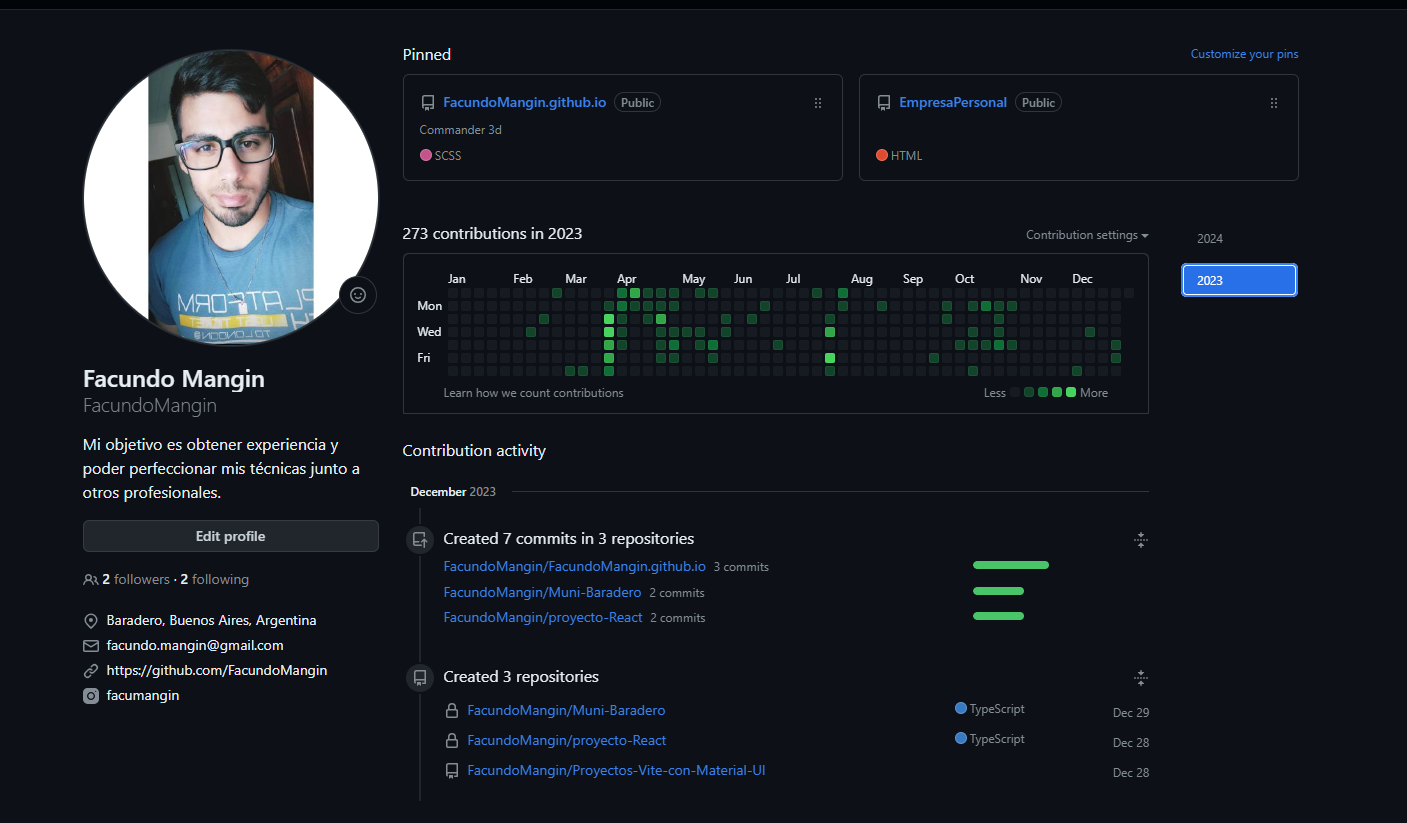 Pinned
Customize your pins
FacundoMangin.github.io Public
Commander 3d
SCSS
EmpresaPersonal Public
HTML
273 contributions in 2023
Contribution settings
2024
2023
Jan Feb Mar Apr May Jun Jul Aug Sep Oct Nov Dec
Mon
Wed
Fri
Learn how we count contributions
Less More
Facundo Mangin
FacundoMangin
Mi objetivo es obtener experiencia y
poder perfeccionar mis técnicas junto a
otros profesionales.
Edit profile
2 followers · 2 following
Baradero, Buenos Aires, Argentina
facundo.mangin@gmail.com
https://github.com/FacundoMangin
facumangin
Contribution activity
December 2023
Created 7 commits in 3 repositories
FacundoMangin/FacundoMangin.github.io 3 commits
FacundoMangin/Muni-Baradero 2 commits
FacundoMangin/proyecto-React 2 commits
Created 3 repositories
FacundoMangin/Muni-Baradero TypeScript Dec 29
FacundoMangin/proyecto-React TypeScript Dec 28
FacundoMangin/Proyectos-Vite-con-Material-UI Dec 28